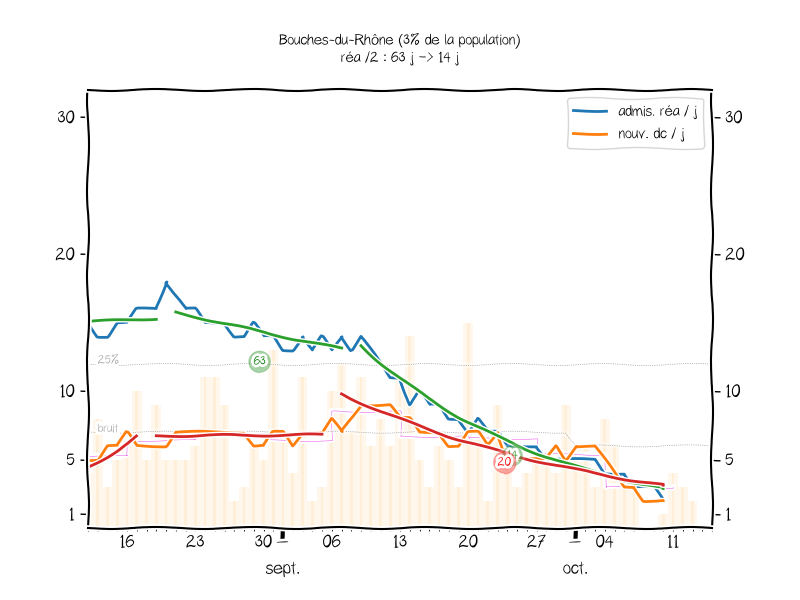 Bouches-du-Rhône (3% de la population)
réa /2 : 63 j -> 14 j
admis. réa / j
nouv. dc / j
30
30
20
20
25%
63
10
10
bruit
14
20
5
5
1
1
16 23 30 06 13 20 27 04 11
sept. oct.